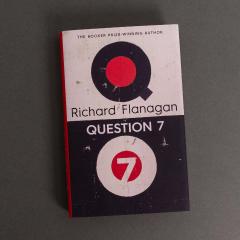 THE BOOKER PRIZE-WINNING AUTHOR
Richard Flanagan
QUESTION 7
7